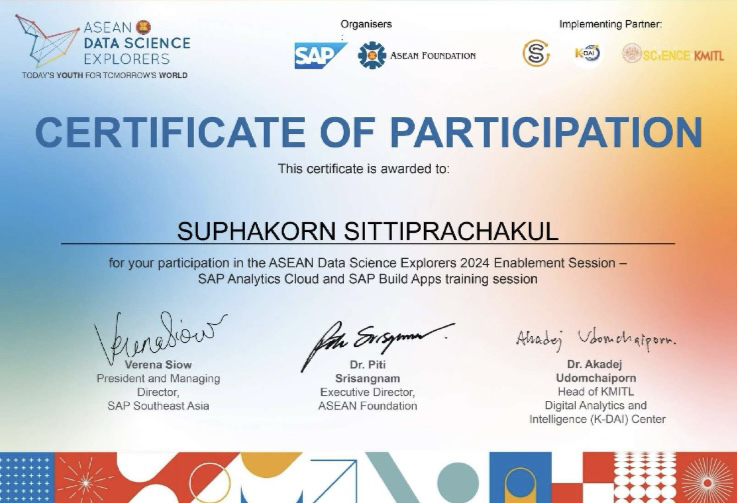 ASEAN
DATA SCIENCE
EXPLORERS
TODAY'S YOUTH FOR TOMORROW'S WORLD
Organisers
:
SAP
ASEAN FOUNDATION
Implementing Partner:
K-DAI
SCIENCE KMITL
CERTIFICATE OF PARTICIPATION
This certificate is awarded to:
SUPHAKORN SITTIPRACHAKUL
for your participation in the ASEAN Data Science Explorers 2024 Enablement Session –
SAP Analytics Cloud and SAP Build Apps training session
Verena Siow
Verena Siow
President and Managing
Director,
SAP Southeast Asia
Piti Srisangnam.
Dr. Piti
Srisangnam
Executive Director,
ASEAN Foundation
Akadej Udomchaiporn.
Dr. Akadej
Udomchaiporn
Head of KMITL
Digital Analytics and
Intelligence (K-DAI) Center